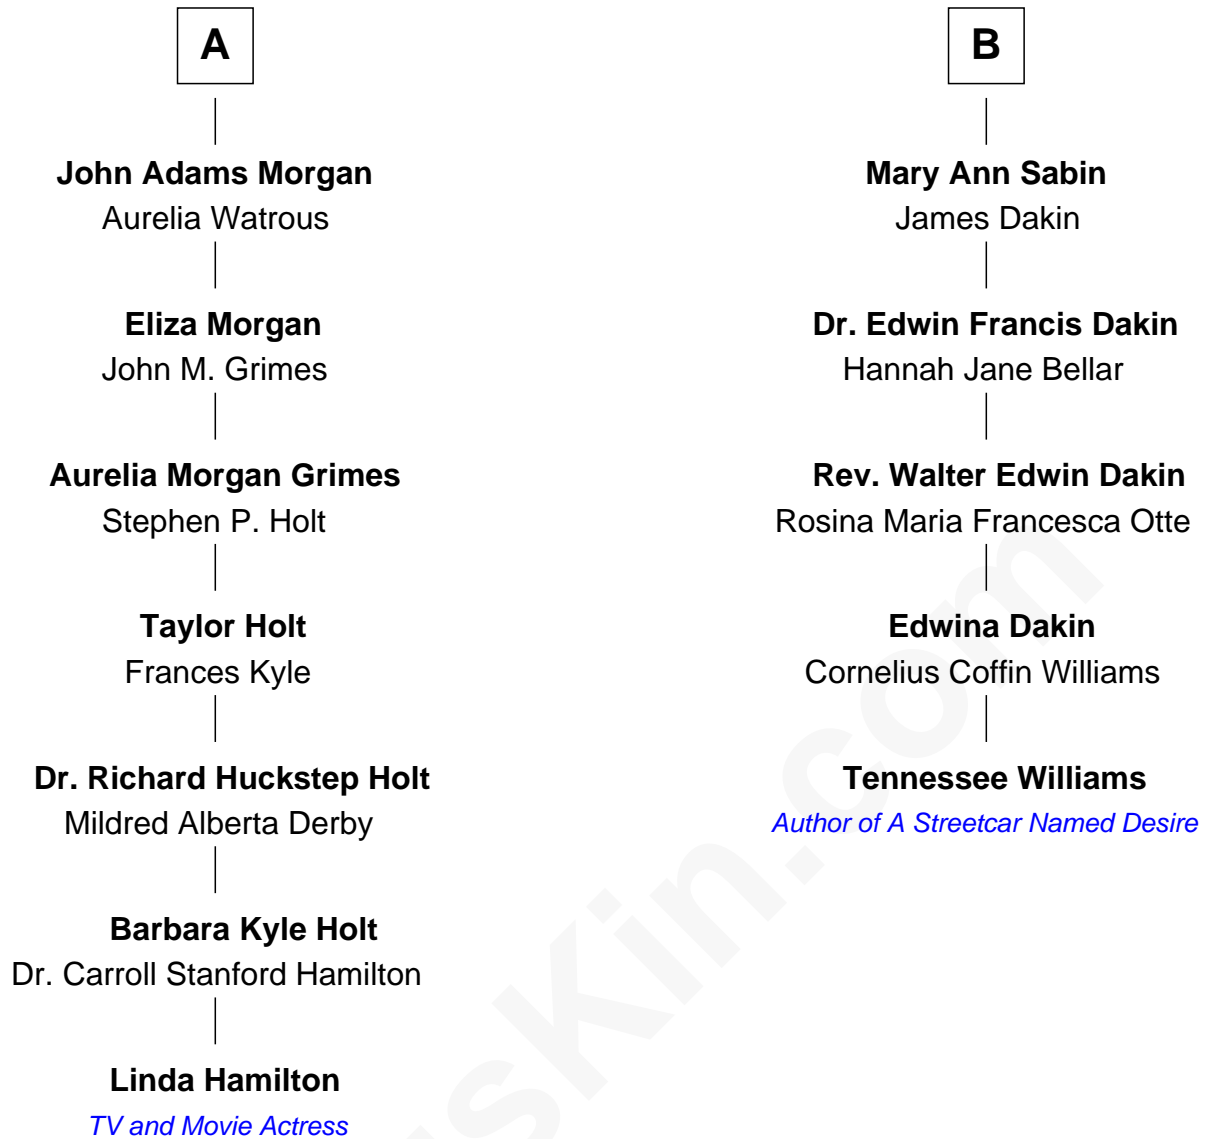 A
John Adams Morgan
Aurelia Watrous
Eliza Morgan
John M. Grimes
Aurelia Morgan Grimes
Stephen P. Holt
Taylor Holt
Frances Kyle
Dr. Richard Huckstep Holt
Mildred Alberta Derby
Barbara Kyle Holt
Dr. Carroll Stanford Hamilton
Linda Hamilton
TV and Movie Actress
B
Mary Ann Sabin
James Dakin
Dr. Edwin Francis Dakin
Hannah Jane Bellar
Rev. Walter Edwin Dakin
Rosina Maria Francesca Otte
Edwina Dakin
Cornelius Coffin Williams
Tennessee Williams
Author of A Streetcar Named Desire